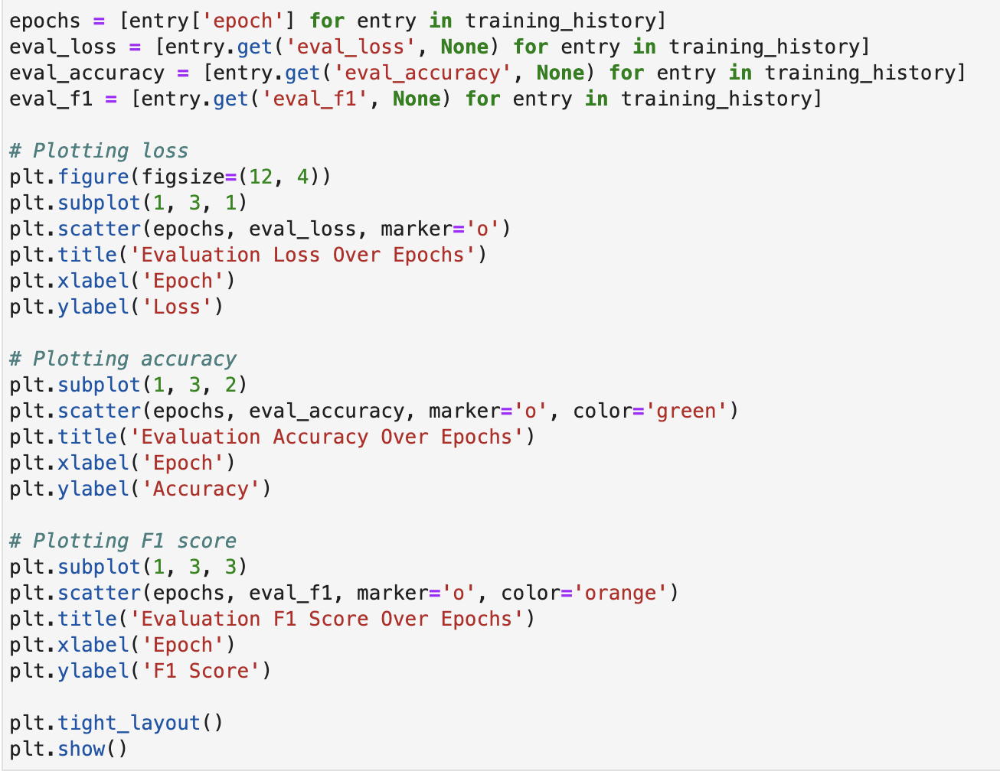 epochs = [entry['epoch'] for entry in training_history]
eval_loss = [entry.get('eval_loss', None) for entry in training_history]
eval_accuracy = [entry.get('eval_accuracy', None) for entry in training_history]
eval_f1 = [entry.get('eval_f1', None) for entry in training_history]

# Plotting loss
plt.figure(figsize=(12, 4))
plt.subplot(1, 3, 1)
plt.scatter(epochs, eval_loss, marker='o')
plt.title('Evaluation Loss Over Epochs')
plt.xlabel('Epoch')
plt.ylabel('Loss')

# Plotting accuracy
plt.subplot(1, 3, 2)
plt.scatter(epochs, eval_accuracy, marker='o', color='green')
plt.title('Evaluation Accuracy Over Epochs')
plt.xlabel('Epoch')
plt.ylabel('Accuracy')

# Plotting F1 score
plt.subplot(1, 3, 3)
plt.scatter(epochs, eval_f1, marker='o', color='orange')
plt.title('Evaluation F1 Score Over Epochs')
plt.xlabel('Epoch')
plt.ylabel('F1 Score')

plt.tight_layout()
plt.show()